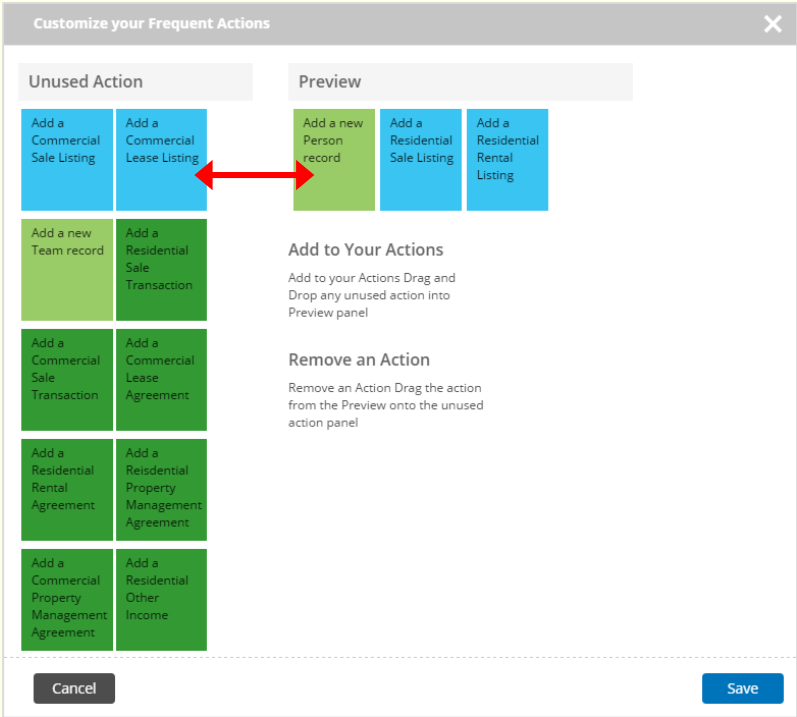 Customize your Frequent Actions
Unused Action
Add a
Commercial
Sale Listing
Add a
Commercial
Lease Listing
Add a new
Team record
Add a
Residential
Sale
Transaction
Add a
Commercial
Sale
Transaction
Add a
Commercial
Lease
Agreement
Add a
Residential
Rental
Agreement
Add a
Reisdential
Property
Management
Agreement
Add a
Commercial
Property
Management
Agreement
Add a
Residential
Other
Income
Preview
Add a new
Person
record
Add a
Residential
Sale Listing
Add a
Residential
Rental
Listing
Add to Your Actions
Add to your Actions Drag and
Drop any unused action into
Preview panel
Remove an Action
Remove an Action Drag the action
from the Preview onto the unused
action panel
Cancel
Save